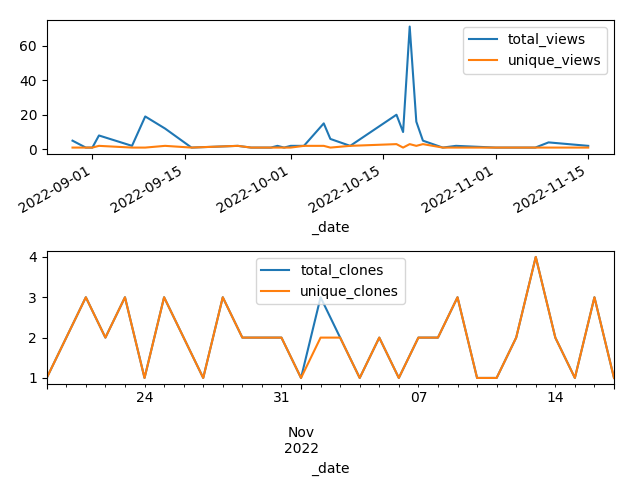 60
40
20
0
total_views
unique_views
2022-09-01
2022-09-15
2022-10-01
2022-10-15
2022-11-01
2022-11-15
_date
4
3
2
1
total_clones
unique_clones
24
31
07
14
Nov
2022
_date